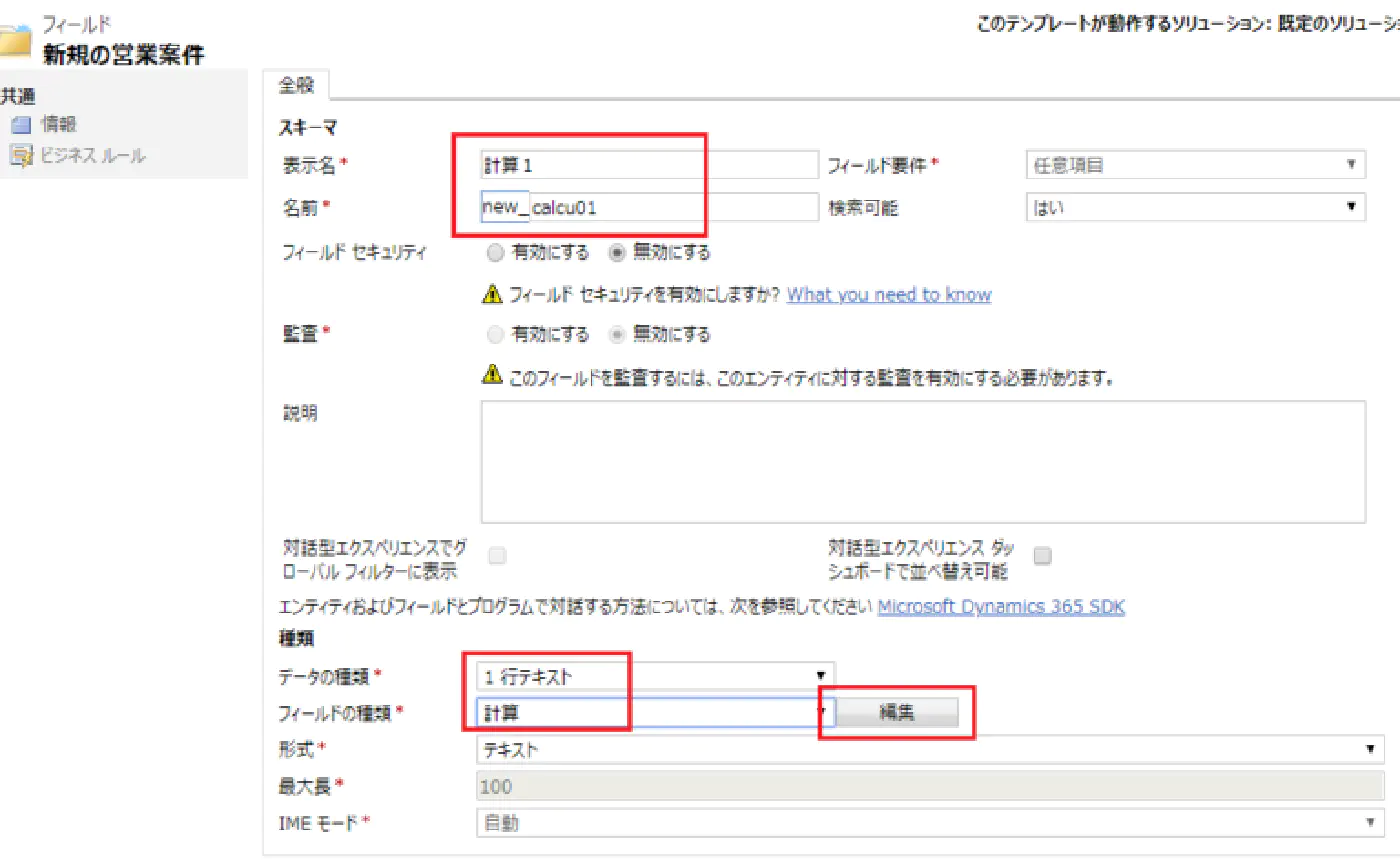 フィールド
新規の営業案件
このテンプレートが動作するソリューション: 既定のソリューシ
共通
情報
ビジネス ルール
全般
スキーマ
表示名* 計算 1 フィールド要件* 任意項目
名前* new_ calcu01 検索可能 はい
フィールド セキュリティ 有効にする 無効にする
フィールド セキュリティを有効にしますか? What you need to know
監査* 有効にする 無効にする
このフィールドを監査するには、このエンティティに対する監査を有効にする必要があります。
説明
対話型エクスペリエンスでグ
ローバル フィルターに表示
対話型エクスペリエンス ダッ
シュボードで並べ替え可能
エンティティおよびフィールドとプログラムで対話する方法については、次を参照してください Microsoft Dynamics 365 SDK
種類
データの種類* 1 行テキスト
フィールドの種類* 計算 編集
形式* テキスト
最大長* 100
IME モード* 自動